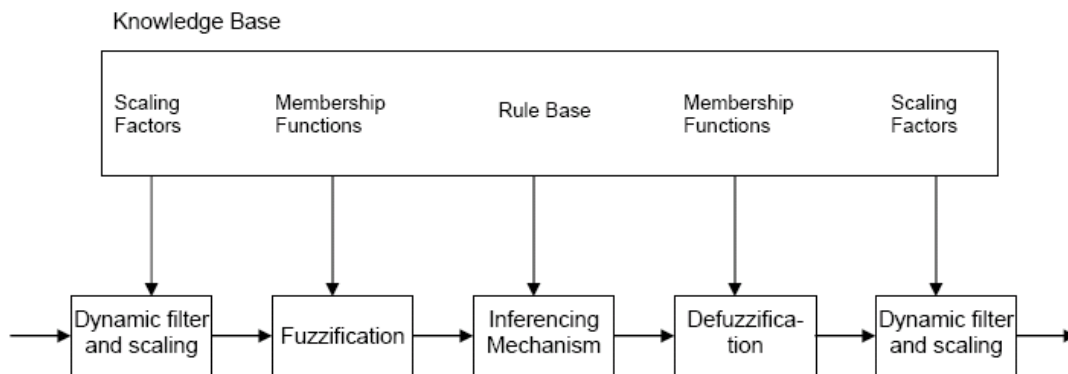 Knowledge Base
Scaling
Factors
Membership
Functions
Rule Base
Membership
Functions
Scaling
Factors
Dynamic filter
and scaling
Fuzzification
Inferencing
Mechanism
Defuzzifica-
tion
Dynamic filter
and scaling